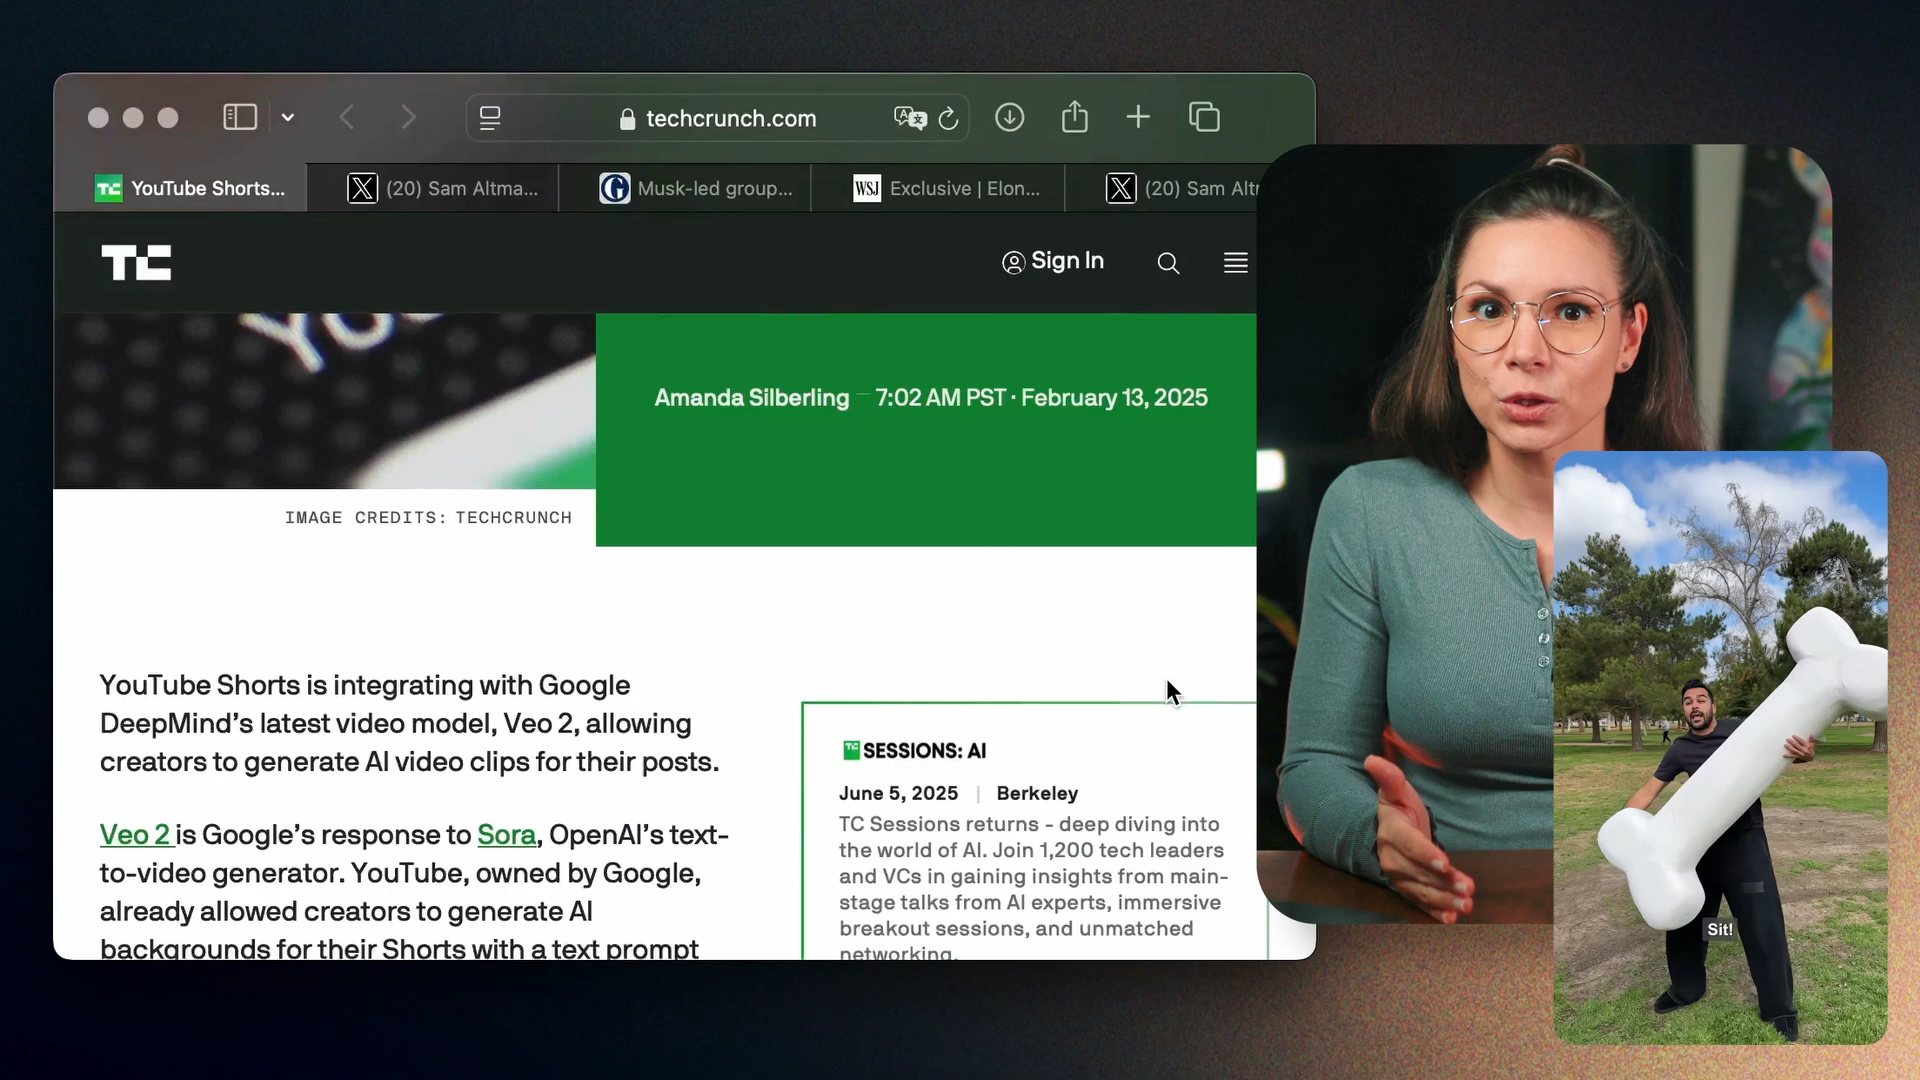 techcrunch.com
YouTube Shorts...
(20) Sam Altma...
Musk-led group...
WSJ
Exclusive | Elon...
(20) Sam Alt
TC
Sign In
Amanda Silberling — 7:02 AM PST · February 13, 2025
IMAGE CREDITS: TECHCRUNCH
YouTube Shorts is integrating with Google
DeepMind’s latest video model, Veo 2, allowing
creators to generate AI video clips for their posts.
Veo 2 is Google’s response to Sora, OpenAI’s text-
to-video generator. YouTube, owned by Google,
already allowed creators to generate AI
backgrounds for their Shorts with a text prompt
TC SESSIONS: AI
June 5, 2025 | Berkeley
TC Sessions returns - deep diving into
the world of AI. Join 1,200 tech leaders
and VCs in gaining insights from main-
stage talks from AI experts, immersive
breakout sessions, and unmatched
networking.
Sit!